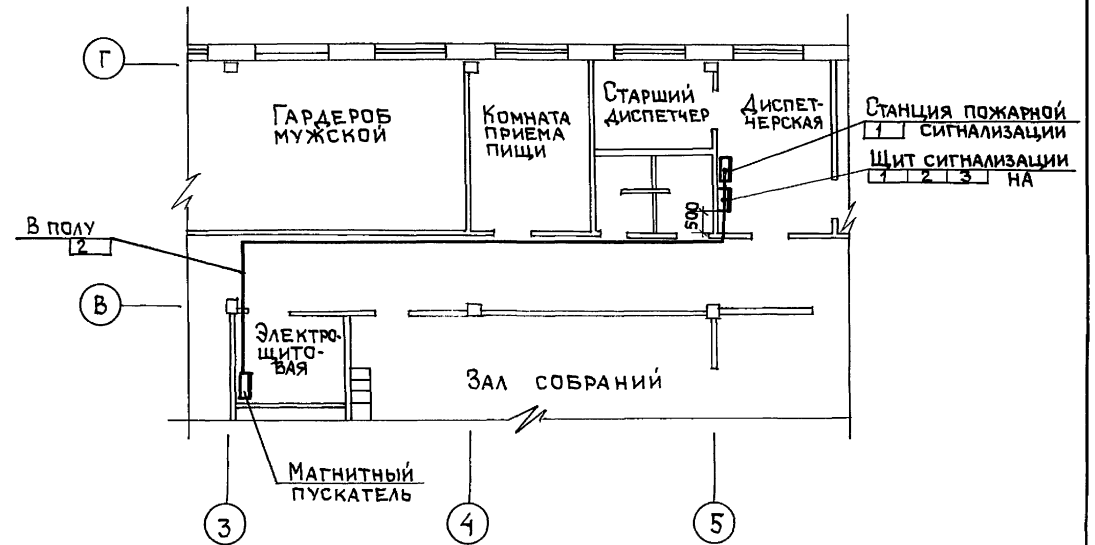 Г
Гардероб
мужской
Комната
приема
пищи
Старший
диспетчер
Диспет-
черская
Станция пожарной
1 сигнализации
Щит сигнализации
1 2 3 НА
500
В полу
2
В
Электро-
щито-
вая
Зал собраний
Магнитный
пускатель
3
4
5